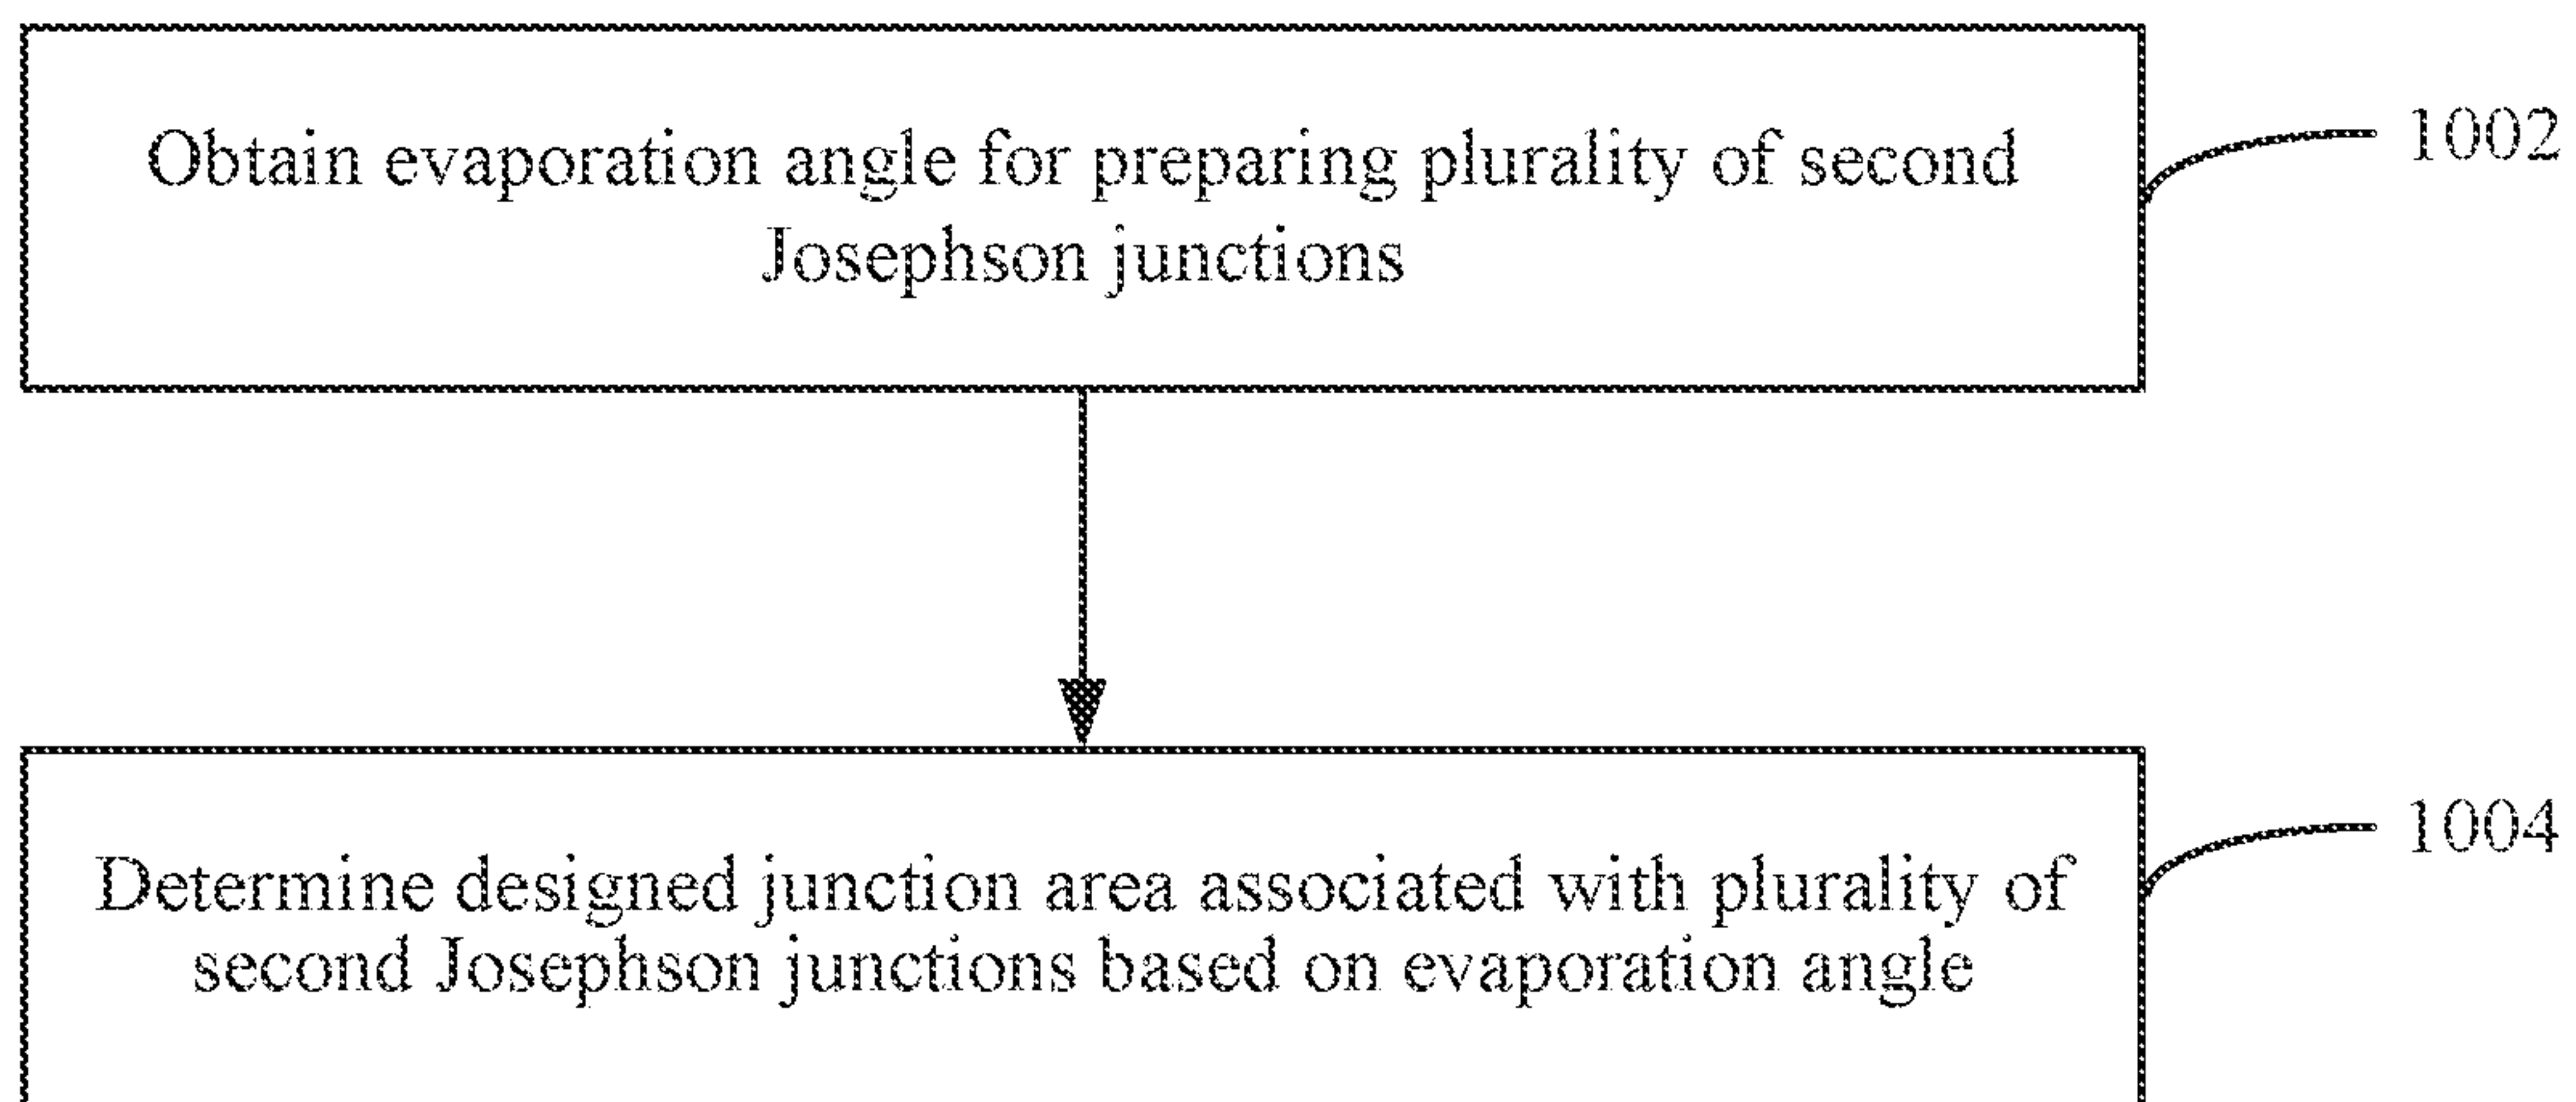 Obtain evaporation angle for preparing plurality of second
Josephson junctions
1002
Determine designed junction area associated with plurality of
second Josephson junctions based on evaporation angle
1004